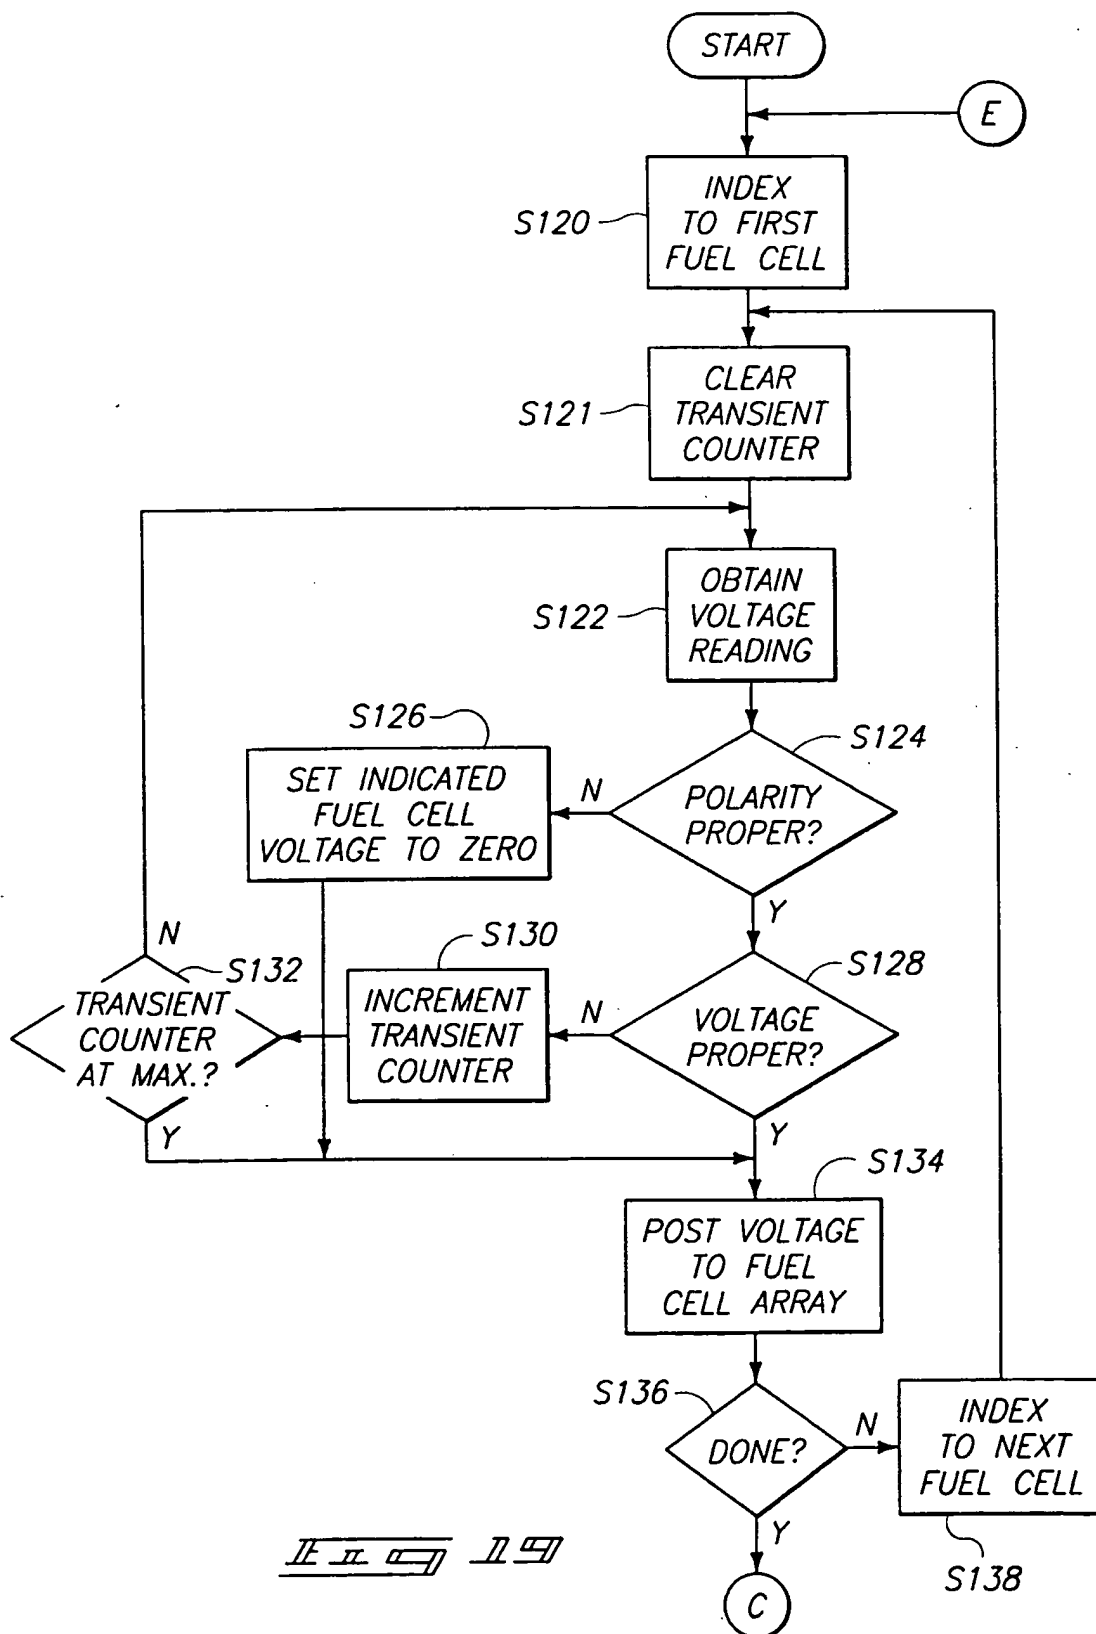 START
E
INDEX
TO FIRST
FUEL CELL
S120
CLEAR
TRANSIENT
COUNTER
S121
OBTAIN
VOLTAGE
READING
S122
S126
SET INDICATED
FUEL CELL
VOLTAGE TO ZERO
N
POLARITY
PROPER?
S124
Y
N
S132
TRANSIENT
COUNTER
AT MAX.?
Y
S130
INCREMENT
TRANSIENT
COUNTER
N
VOLTAGE
PROPER?
S128
Y
S134
POST VOLTAGE
TO FUEL
CELL ARRAY
S136
DONE?
N
INDEX
TO NEXT
FUEL CELL
S138
Y
C
FIG 19